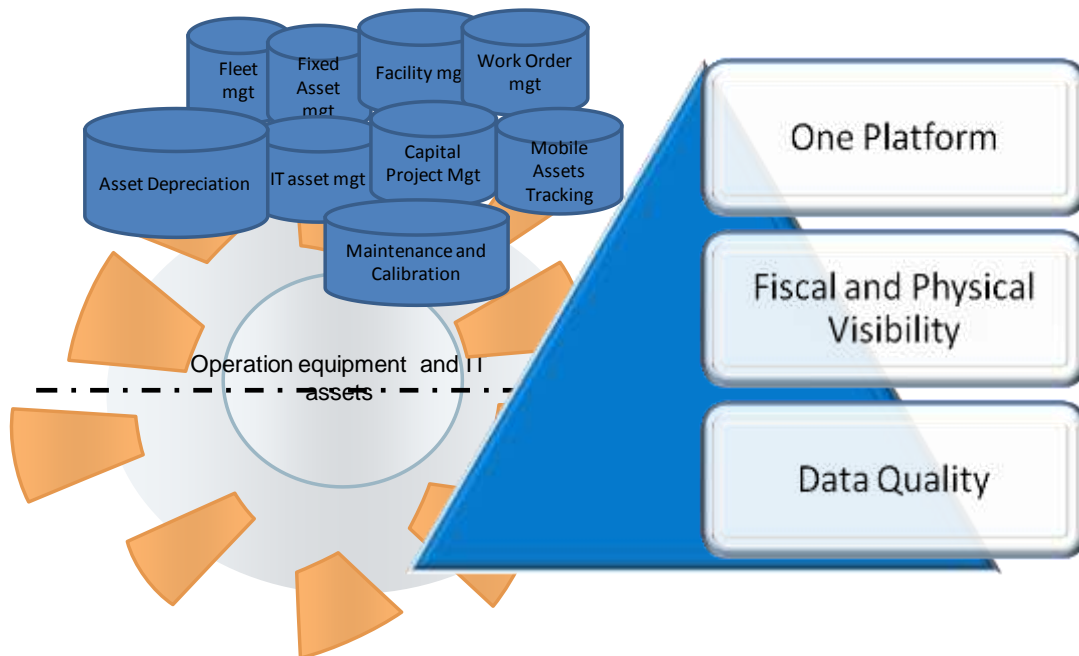 Fleet
mgt
Fixed
Asset
mgt
Facility mg
Work Order
mgt
Asset Depreciation
IT asset mgt
Capital
Project Mgt
Mobile
Assets
Tracking
Maintenance and
Calibration
Operation equipment and IT
assets
One Platform
Fiscal and Physical
Visibility
Data Quality